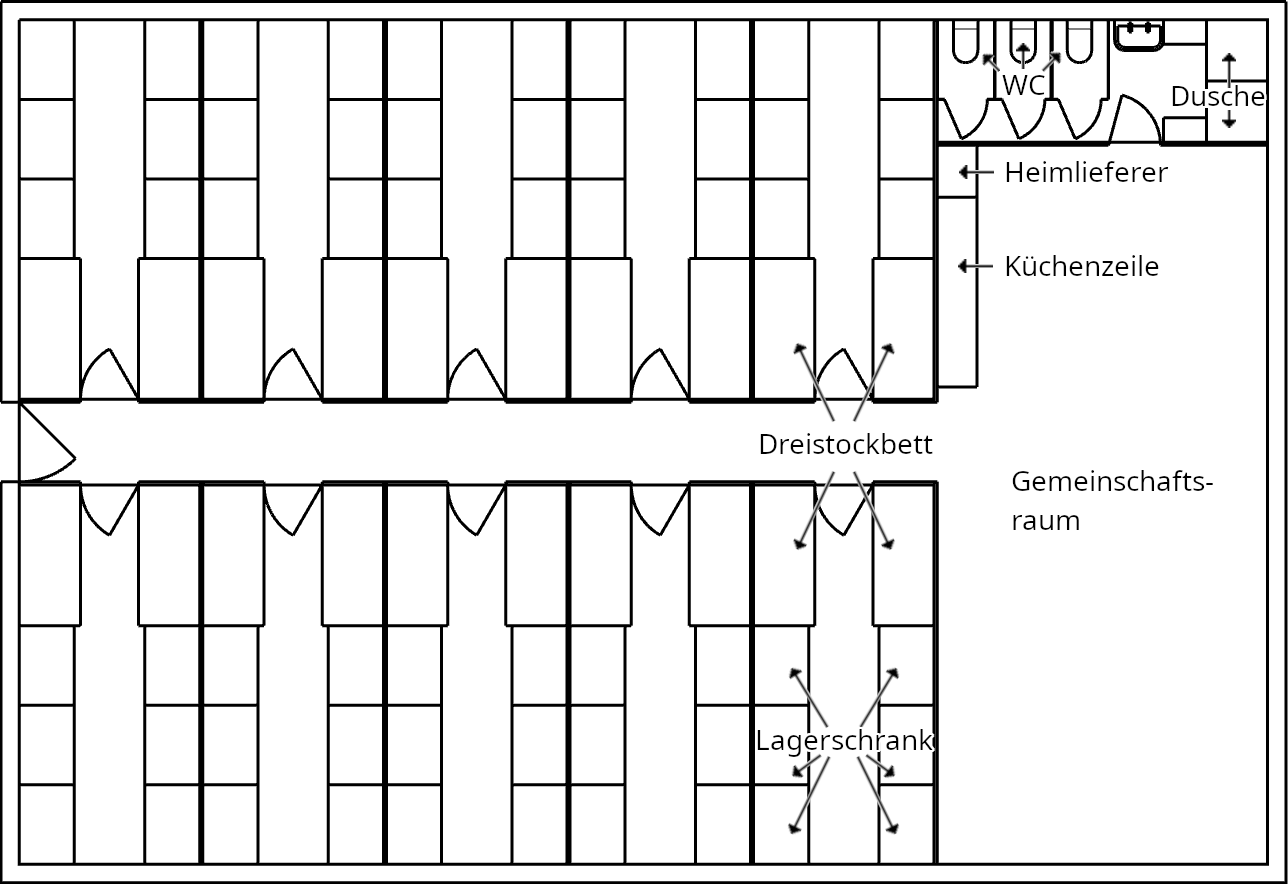 WC
Dusche
Heimlieferer
Küchenzeile
Dreistockbett
Gemeinschafts-
raum
Lagerschrank